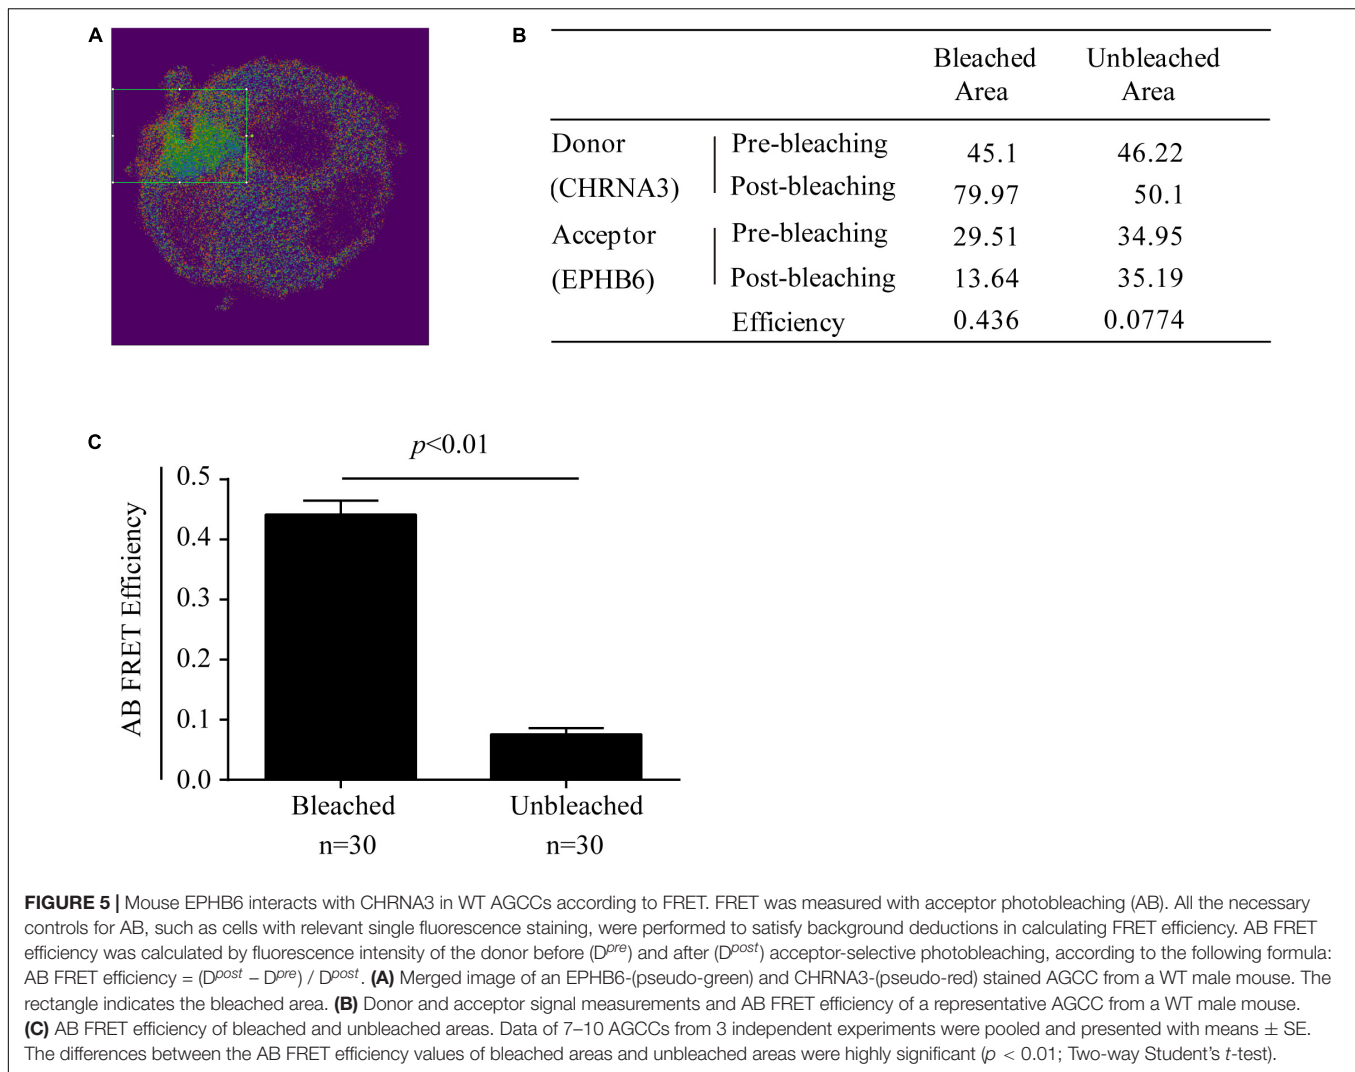 A
B
Bleached Area
Unbleached Area
Donor (CHRNA3)
Pre-bleaching 45.1 46.22
Post-bleaching 79.97 50.1
Acceptor (EPHB6)
Pre-bleaching 29.51 34.95
Post-bleaching 13.64 35.19
Efficiency 0.436 0.0774
C
p<0.01
AB FRET Efficiency
0.5
0.4
0.3
0.2
0.1
0.0
Bleached Unbleached
n=30 n=30
FIGURE 5 | Mouse EPHB6 interacts with CHRNA3 in WT AGCCs according to FRET. FRET was measured with acceptor photobleaching (AB). All the necessary
controls for AB, such as cells with relevant single fluorescence staining, were performed to satisfy background deductions in calculating FRET efficiency. AB FRET
efficiency was calculated by fluorescence intensity of the donor before (D^pre) and after (D^post) acceptor-selective photobleaching, according to the following formula:
AB FRET efficiency = (D^post – D^pre) / D^post. (A) Merged image of an EPHB6-(pseudo-green) and CHRNA3-(pseudo-red) stained AGCC from a WT male mouse. The
rectangle indicates the bleached area. (B) Donor and acceptor signal measurements and AB FRET efficiency of a representative AGCC from a WT male mouse.
(C) AB FRET efficiency of bleached and unbleached areas. Data of 7–10 AGCCs from 3 independent experiments were pooled and presented with means ± SE.
The differences between the AB FRET efficiency values of bleached areas and unbleached areas were highly significant (p < 0.01; Two-way Student's t-test).